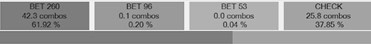 BET 260 BET 96 BET 53 CHECK
42.3 combos 0.1 combos 0.0 combos 25.8 combos
61.92 % 0.20 % 0.04 % 37.85 %